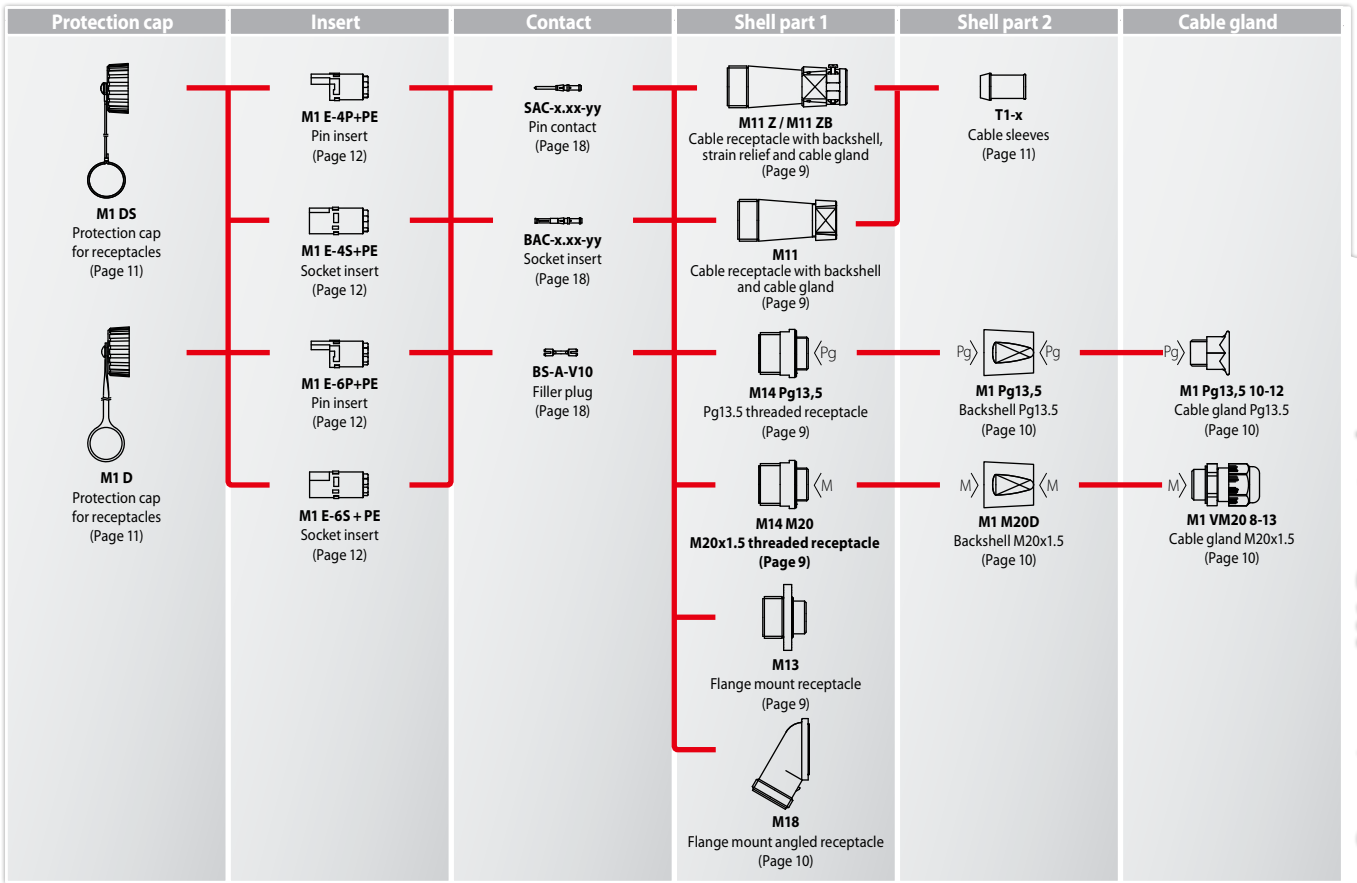 Protection cap
Insert
Contact
Shell part 1
Shell part 2
Cable gland
M1 DS
Protection cap
for receptacles
(Page 11)
M1 D
Protection cap
for receptacles
(Page 11)
M1 E-4P+PE
Pin insert
(Page 12)
M1 E-4S+PE
Socket insert
(Page 12)
M1 E-6P+PE
Pin insert
(Page 12)
M1 E-6S + PE
Socket insert
(Page 12)
SAC-x.xx-yy
Pin contact
(Page 18)
BAC-x.xx-yy
Socket insert
(Page 18)
BS-A-V10
Filler plug
(Page 18)
M11 Z / M11 ZB
Cable receptacle with backshell,
strain relief and cable gland
(Page 9)
M11
Cable receptacle with backshell
and cable gland
(Page 9)
Pg
M14 Pg13,5
Pg13.5 threaded receptacle
(Page 9)
M
M14 M20
M20x1.5 threaded receptacle
(Page 9)
M13
Flange mount receptacle
(Page 9)
M18
Flange mount angled receptacle
(Page 10)
T1-x
Cable sleeves
(Page 11)
Pg Pg
M1 Pg13,5
Backshell Pg13.5
(Page 10)
M M
M1 M20D
Backshell M20x1.5
(Page 10)
Pg
M1 Pg13,5 10-12
Cable gland Pg13.5
(Page 10)
M
M1 VM20 8-13
Cable gland M20x1.5
(Page 10)